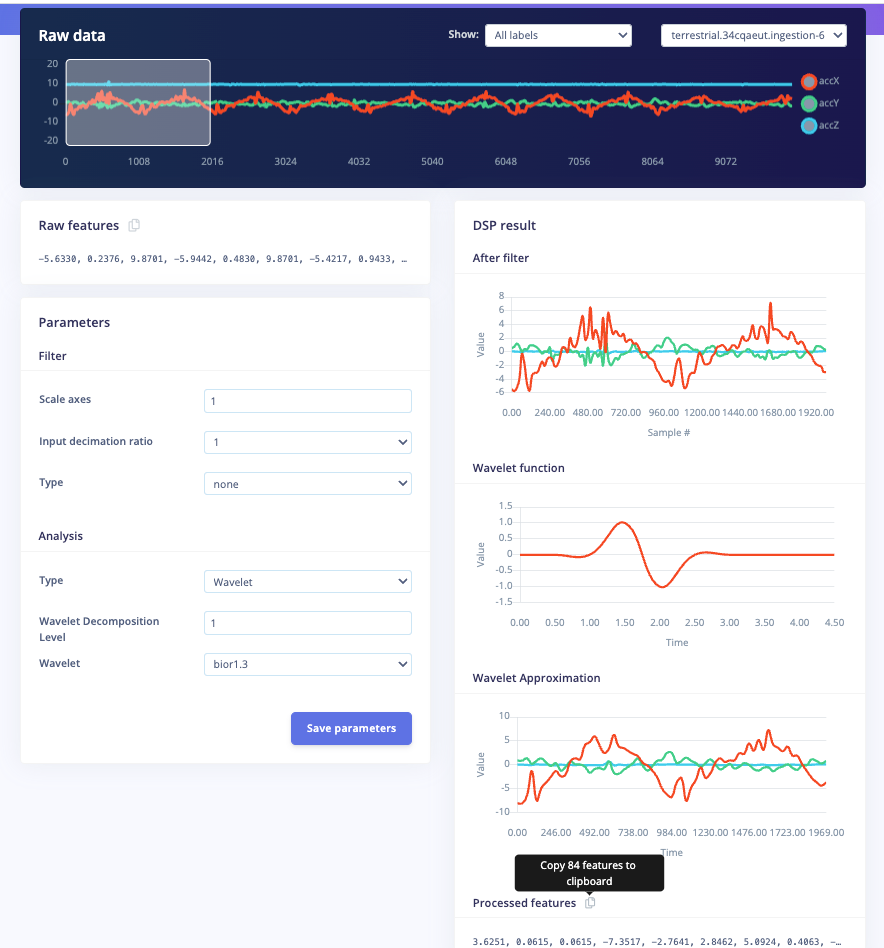 Raw data
Show:
All labels
terrestrial.34cqaeut.ingestion-6
20
10
0
-10
-20
0 1008 2016 3024 4032 5040 6048 7056 8064 9072
accX
accY
accZ
Raw features
-5.6330, 0.2376, 9.8701, -5.9442, 0.4830, 9.8701, -5.4217, 0.9433, …
Parameters
Filter
Scale axes
1
Input decimation ratio
1
Type
none
Analysis
Type
Wavelet
Wavelet Decomposition
Level
1
Wavelet
bior1.3
Save parameters
DSP result
After filter
8
6
4
2
0
-2
-4
-6
Value
0.00 240.00 480.00 720.00 960.00 1200.00 1440.00 1680.00 1920.00
Sample #
Wavelet function
1.5
1.0
0.5
0
-0.5
-1.0
-1.5
Value
0.00 0.50 1.00 1.50 2.00 2.50 3.00 3.50 4.00 4.50
Time
Wavelet Approximation
10
5
0
-5
-10
Value
0.00 246.00 492.00 738.00 984.00 1230.00 1476.00 1723.00 1969.00
Time
Copy 84 features to
clipboard
Processed features
3.6251, 0.0615, 0.0615, -7.3517, -2.7641, 2.8462, 5.0924, 0.4063, -…